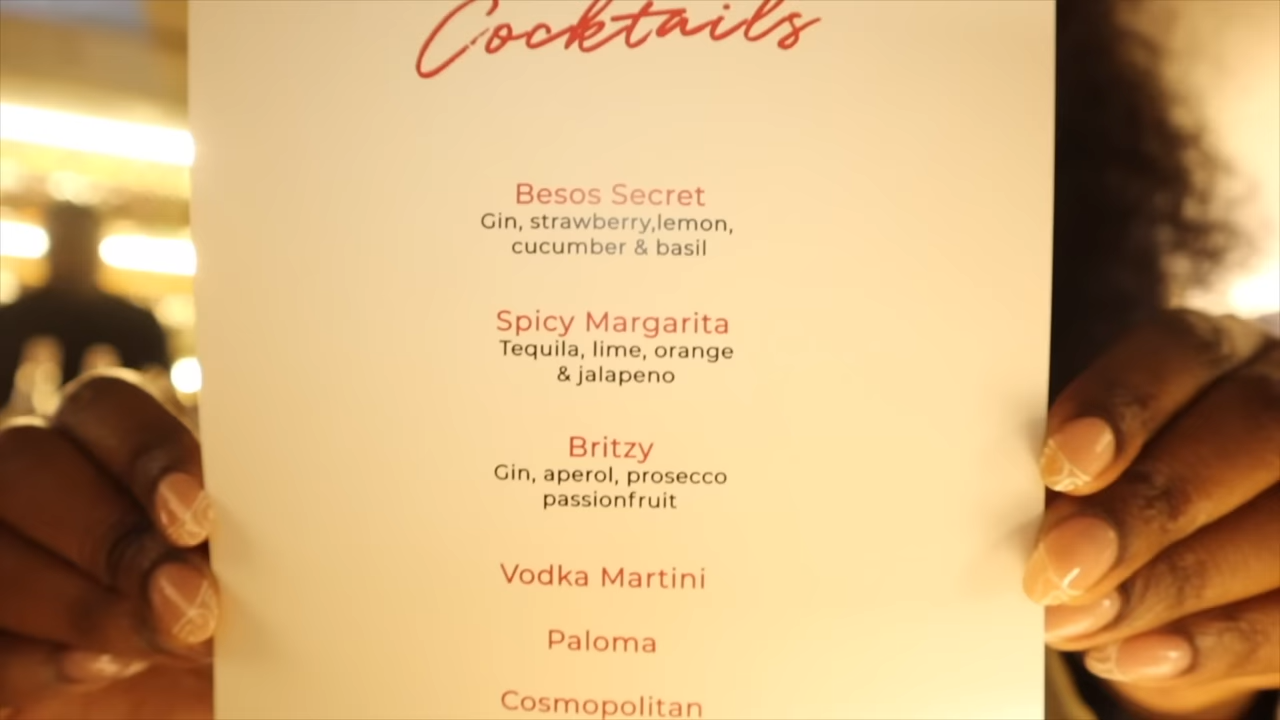 Cocktails
Besos Secret
Gin, strawberry,lemon,
cucumber & basil
Spicy Margarita
Tequila, lime, orange
& jalapeno
Britzy
Gin, aperol, prosecco
passionfruit
Vodka Martini
Paloma
Cosmopolitan